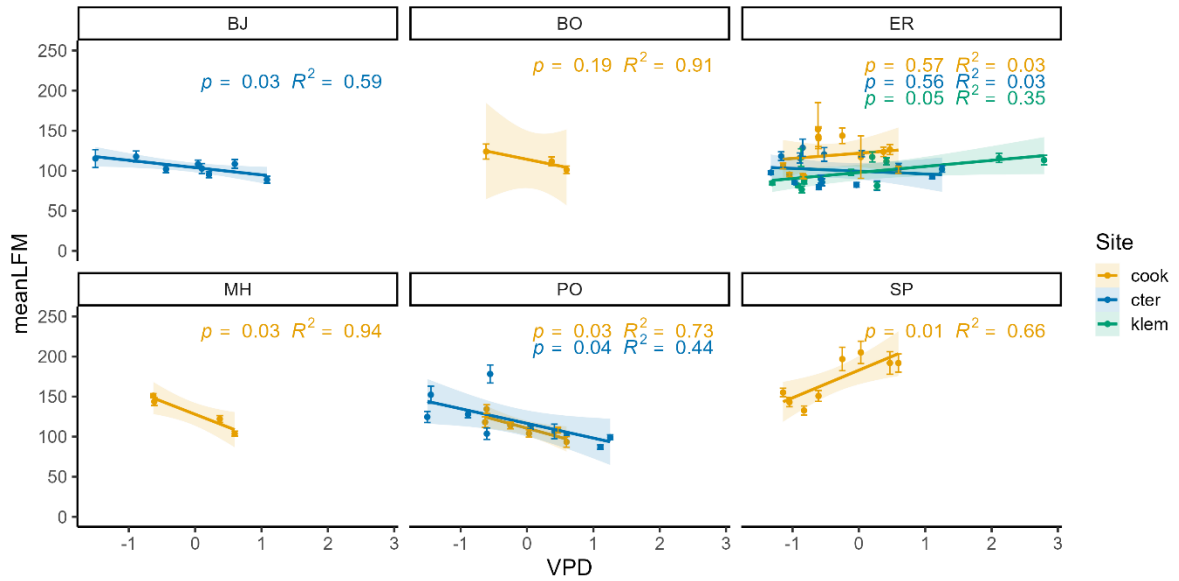 BJ BO ER
p = 0.03 R² = 0.59
p = 0.19 R² = 0.91
p = 0.57 R² = 0.03
p = 0.56 R² = 0.03
p = 0.05 R² = 0.35
250
200
150
100
50
0
MH PO SP
p = 0.03 R² = 0.94
p = 0.03 R² = 0.73
p = 0.04 R² = 0.44
p = 0.01 R² = 0.66
250
200
150
100
50
0
-1 0 1 2 3 -1 0 1 2 3 -1 0 1 2 3
VPD
meanLFM
Site
cook
cter
klem